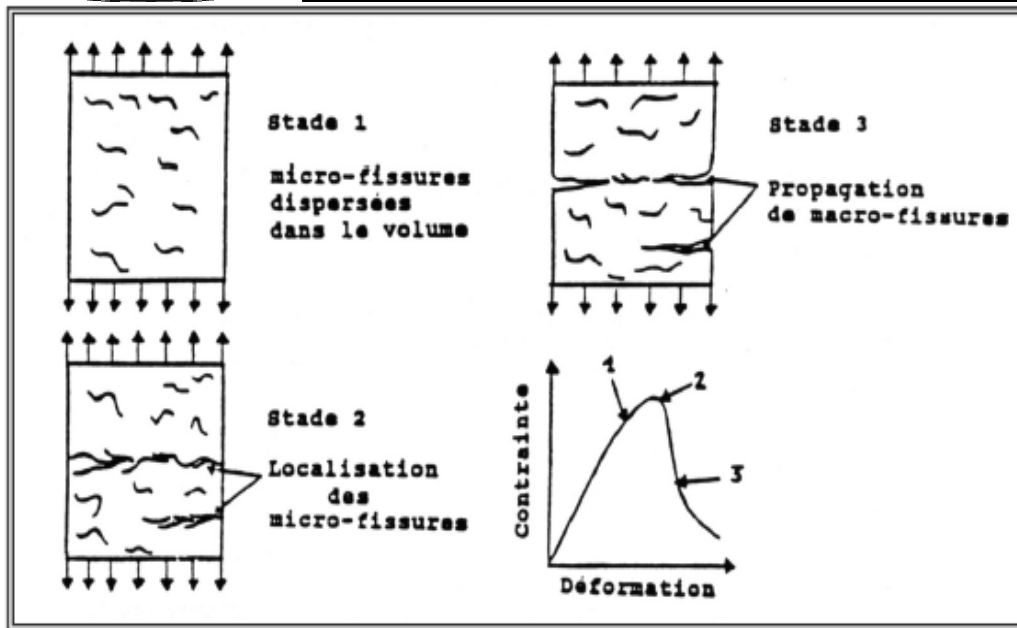 Stade 1
micro-fissures
dispersées
dans le volume
Stade 2
Localisation
des
micro-fissures
Stade 3
Propagation
de macro-fissures
1
2
3
Contrainte
Déformation